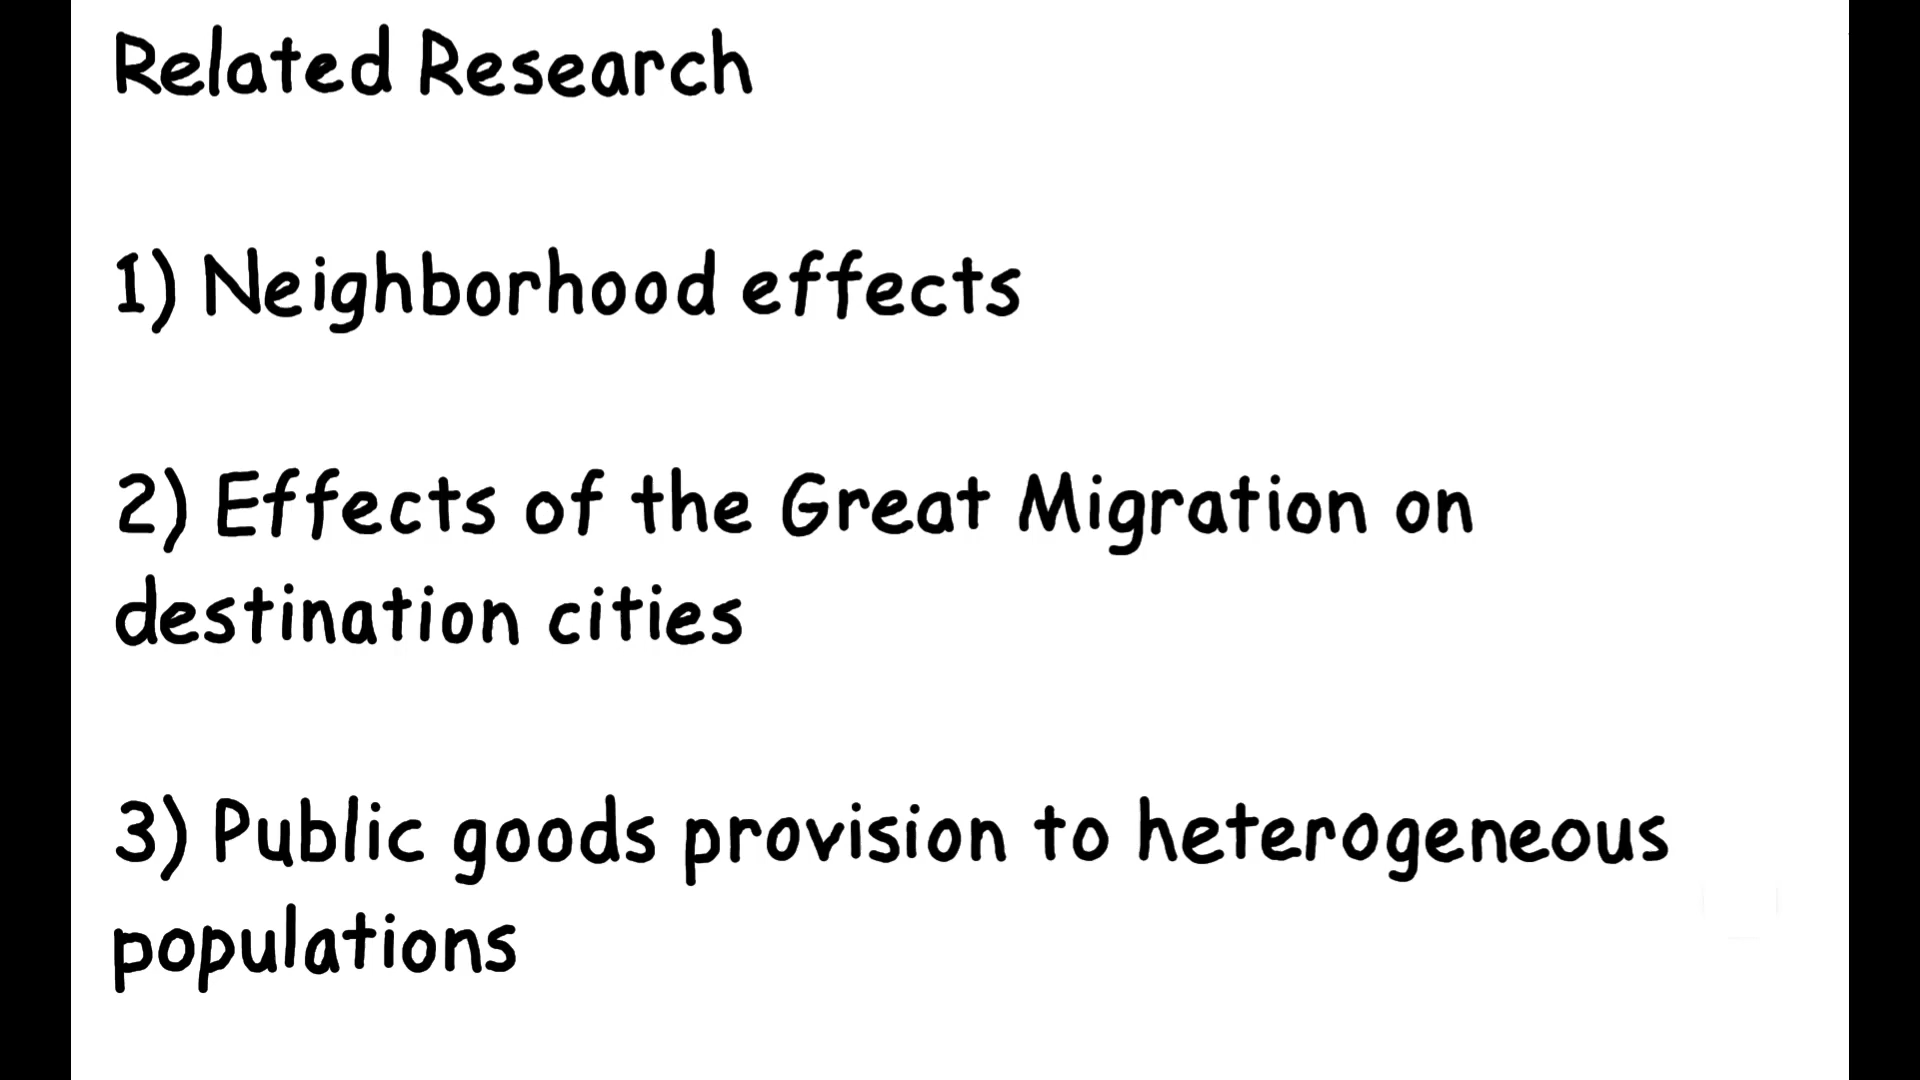 Related Research
1) Neighborhood effects
2) Effects of the Great Migration on
destination cities
3) Public goods provision to heterogeneous
populations